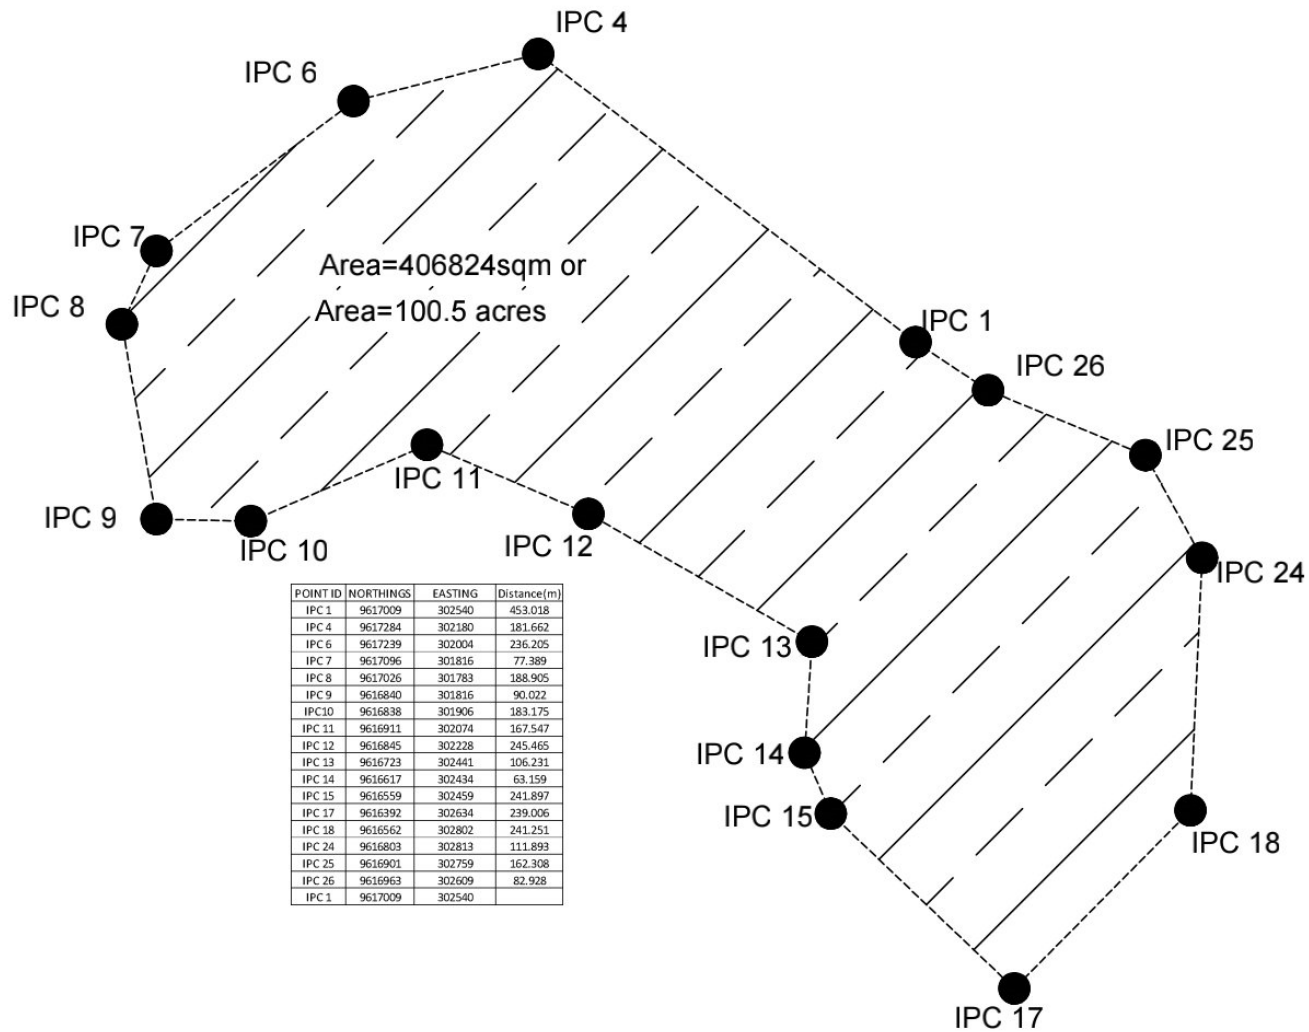 IPC 4
IPC 6
IPC 7
Area=406824sqm or
IPC 8
Area=100.5 acres
IPC 1
IPC 26
IPC 25
IPC 11
IPC 9
IPC 10
IPC 12
IPC 24
IPC 13
IPC 14
IPC 15
IPC 18
IPC 17
POINT ID NORTHINGS EASTING Distance(m)
IPC 1 9617009 302540 453.018
IPC 4 9617284 302180 181.662
IPC 6 9617239 302004 236.205
IPC 7 9617096 301816 77.389
IPC 8 9617026 301783 188.905
IPC 9 9616840 301816 90.022
IPC10 9616838 301906 183.175
IPC 11 9616911 302074 167.547
IPC 12 9616845 302228 245.465
IPC 13 9616723 302441 106.231
IPC 14 9616617 302434 63.159
IPC 15 9616559 302459 241.897
IPC 17 9616392 302634 239.006
IPC 18 9616562 302802 241.251
IPC 24 9616803 302813 111.893
IPC 25 9616901 302759 162.308
IPC 26 9616963 302609 82.928
IPC 1 9617009 302540